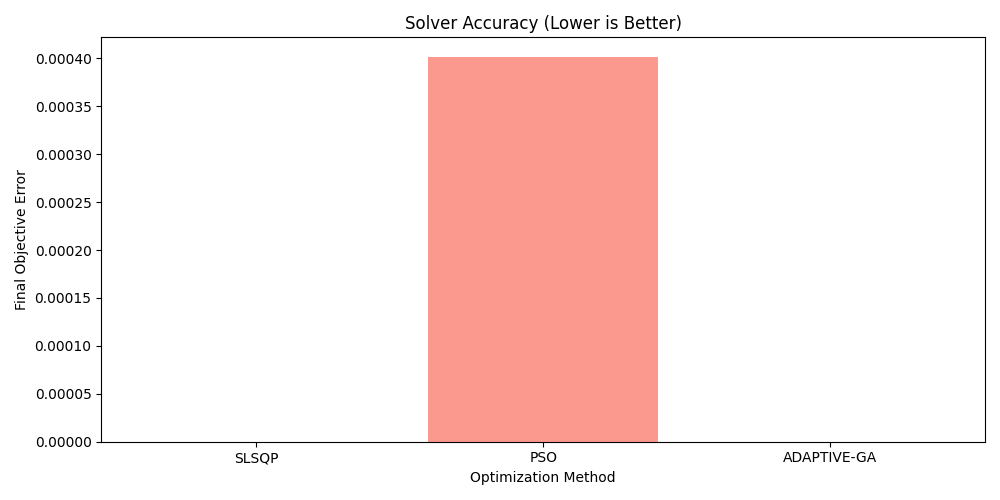 Solver Accuracy (Lower is Better)
0.00040
0.00035
0.00030
0.00025
0.00020
0.00015
0.00010
0.00005
0.00000
Final Objective Error
SLSQP
PSO
ADAPTIVE-GA
Optimization Method